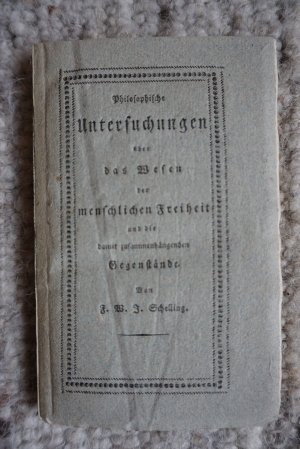 Philosophische
Untersuchungen
über
das Wesen
der
menschlichen Freiheit
und die
damit zusammenhängenden
Gegenstände.
Von
F. W. J. Schelling.